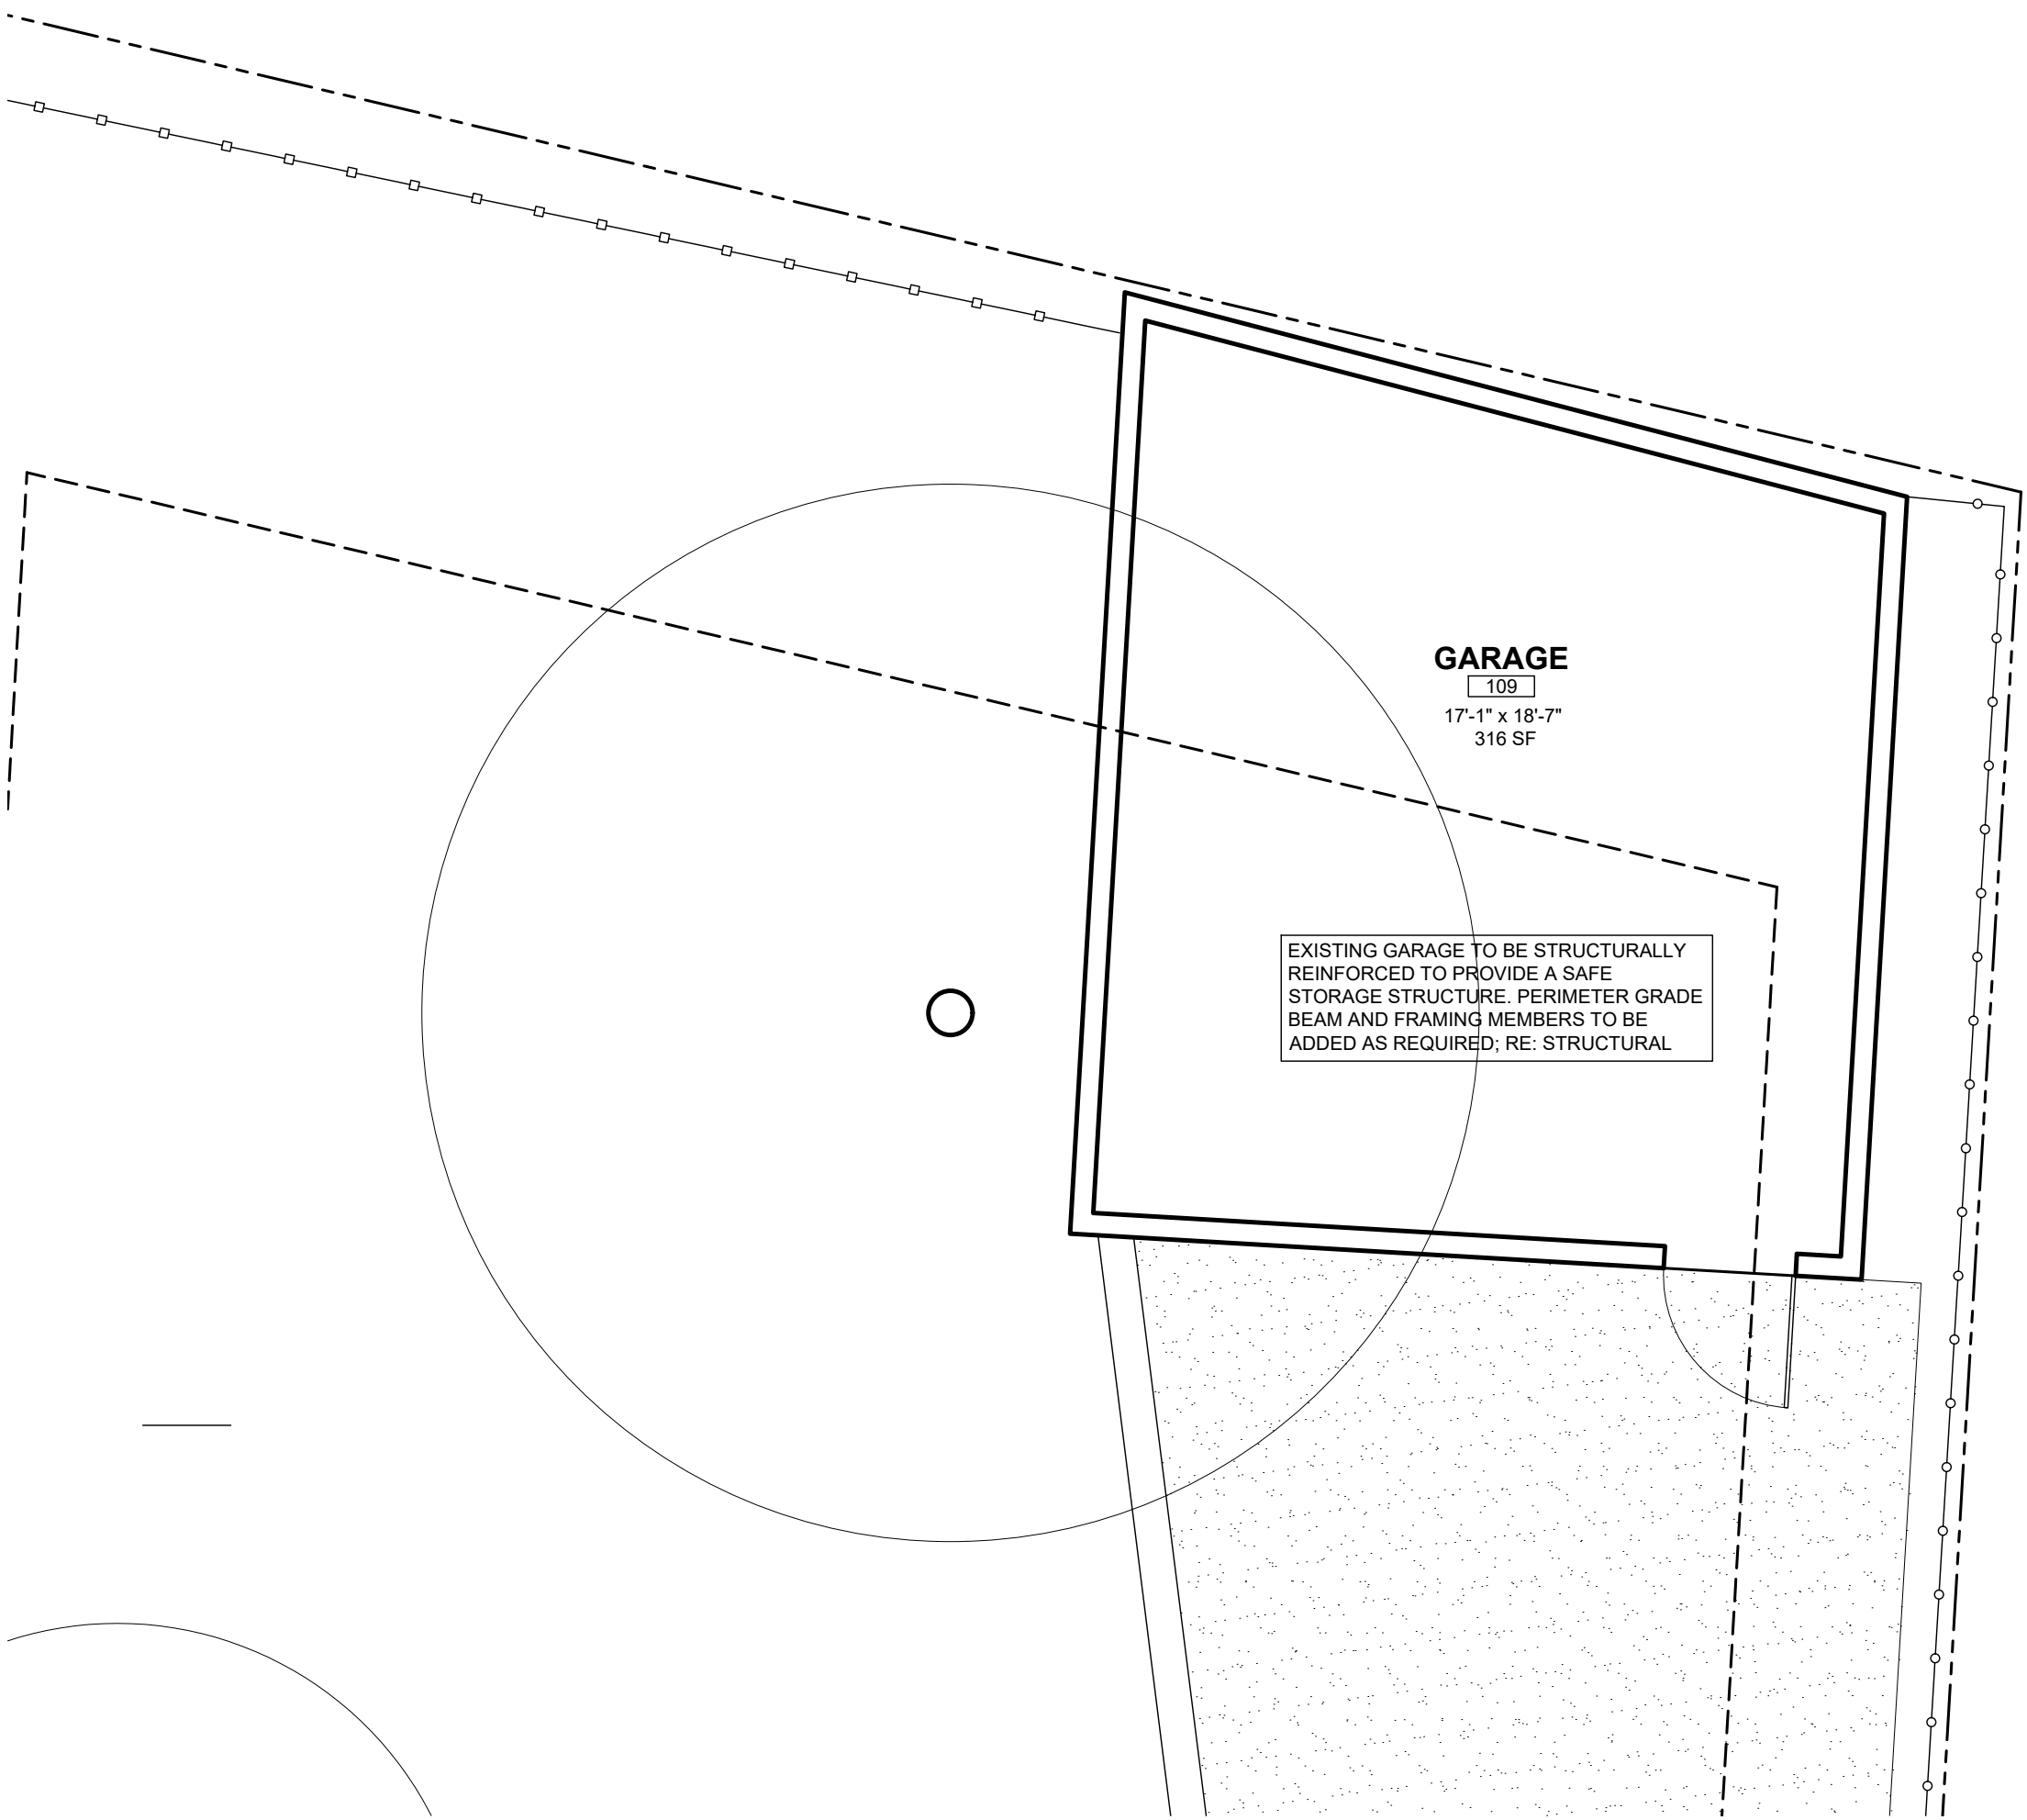 GARAGE
109
17'-1" x 18'-7"
316 SF
EXISTING GARAGE TO BE STRUCTURALLY
REINFORCED TO PROVIDE A SAFE
STORAGE STRUCTURE. PERIMETER GRADE
BEAM AND FRAMING MEMBERS TO BE
ADDED AS REQUIRED; RE: STRUCTURAL